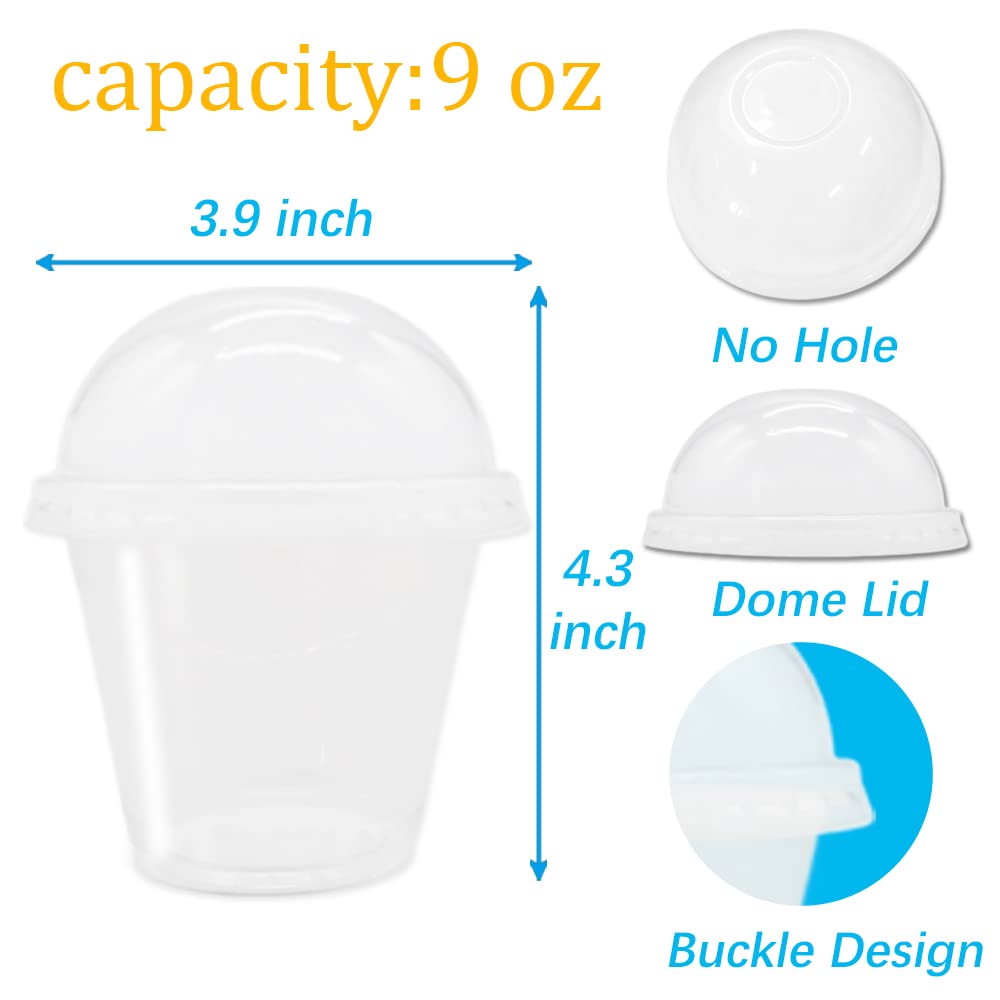 capacity:9 oz
3.9 inch
No Hole
4.3
inch
Dome Lid
Buckle Design